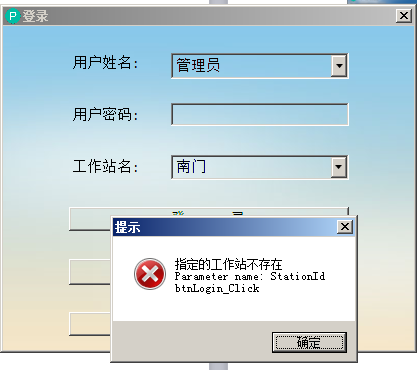 登录
用户姓名:
管理员
用户密码:
工作站名:
南门
提示
指定的工作站不存在
Parameter name: StationId
btnLogin_Click
确定